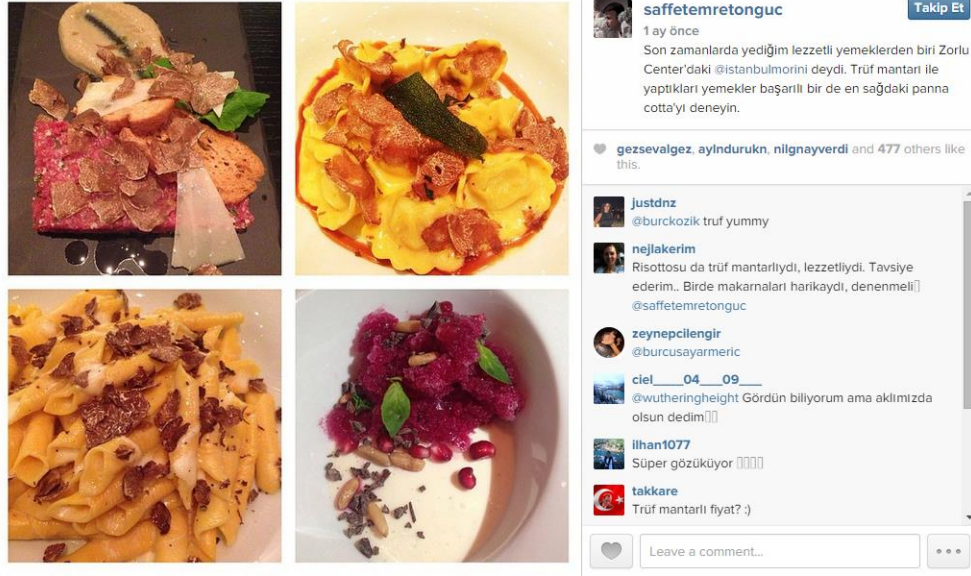 saffetemretonguc
Takip Et
1 ay önce
Son zamanlarda yediğim lezzetli yemeklerden biri Zorlu
Center'daki @istanbulmorini deydi. Trüf mantarı ile
yaptıkları yemekler başarılı bir de en sağdaki panna
cotta'yı deneyin.
gezsevalgez, aylndurukn, nilgnayverdi and 477 others like
this.
justdnz
@burckozik truf yummy
nejlakerim
Risottosu da trüf mantarlıydı, lezzetliydi. Tavsiye
ederim.. Birde makarnaları harikaydı, denenmeli
@saffetemretonguc
zeynepcilengir
@burcusayarmeric
ciel____04___09___
@wutheringheight Gördün biliyorum ama aklımızda
olsun dedim
ilhan1077
Süper gözüküyor
takkare
Trüf mantarlı fiyat? :)
Leave a comment...